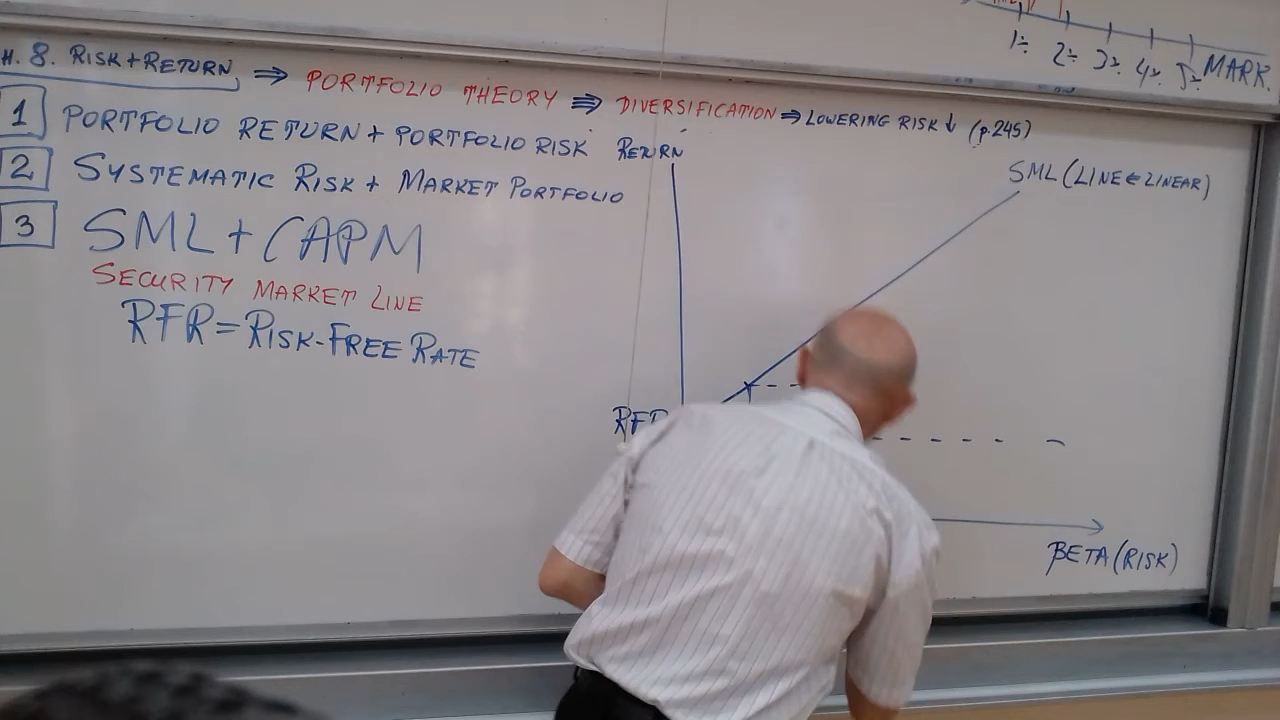 H. 8. RISK+RETURN, ⇒ PORTFOLIO THEORY ⇒ DIVERSIFICATION ⇒ LOWERING RISK ↓ (p.245)
1 PORTFOLIO RETURN + PORTFOLIO RISK
2 SYSTEMATIC RISK + MARKET PORTFOLIO
3 SML + CAPM
SECURITY MARKET LINE
RFR = RISK-FREE RATE
RETURN
SML (LINE ⇐ LINEAR)
RFR
BETA (RISK)
1÷ 2÷ 3÷ 4÷ 5÷ MARK.